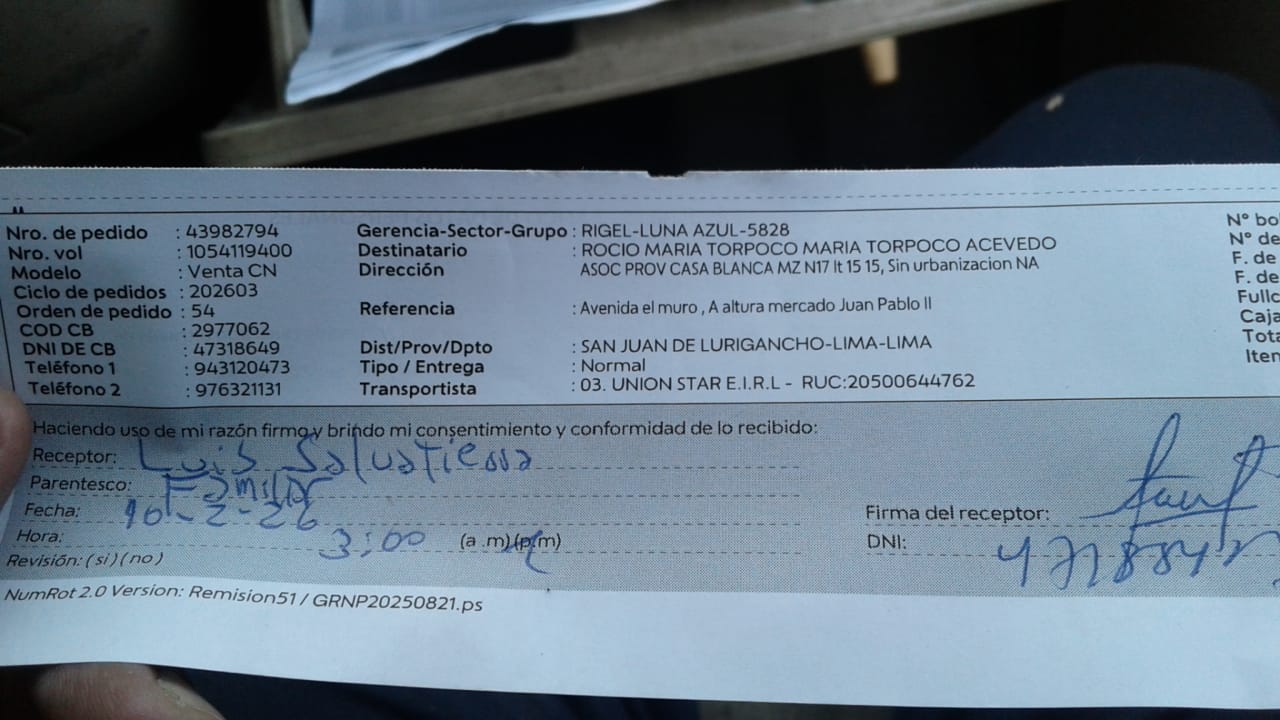 Nro. de pedido : 43982794 Gerencia-Sector-Grupo : RIGEL-LUNA AZUL-5828 N° bo
Nro. vol : 1054119400 Destinatario : ROCIO MARIA TORPOCO MARIA TORPOCO ACEVEDO N° de
Modelo : Venta CN Dirección ASOC PROV CASA BLANCA MZ N17 lt 15 15, Sin urbanizacion NA F. de
Ciclo de pedidos : 202603 F. de
Orden de pedido : 54 Referencia : Avenida el muro , A altura mercado Juan Pablo II Fullc
COD CB : 2977062 Caja
DNI DE CB : 47318649 Dist/Prov/Dpto : SAN JUAN DE LURIGANCHO-LIMA-LIMA Tota
Teléfono 1 : 943120473 Tipo / Entrega : Normal Iten
Teléfono 2 : 976321131 Transportista : 03. UNION STAR E.I.R.L - RUC:20500644762
Haciendo uso de mi razón firmo y brindo mi consentimiento y conformidad de lo recibido:
Receptor: Luis Salvatierra
Parentesco: Familiar
Fecha: 10-2-26
Firma del receptor:
Hora: 3:00 (a .m) (p.m)
DNI:
Revisión: ( si ) ( no )
NumRot 2.0 Version: Remision51 / GRNP20250821.ps